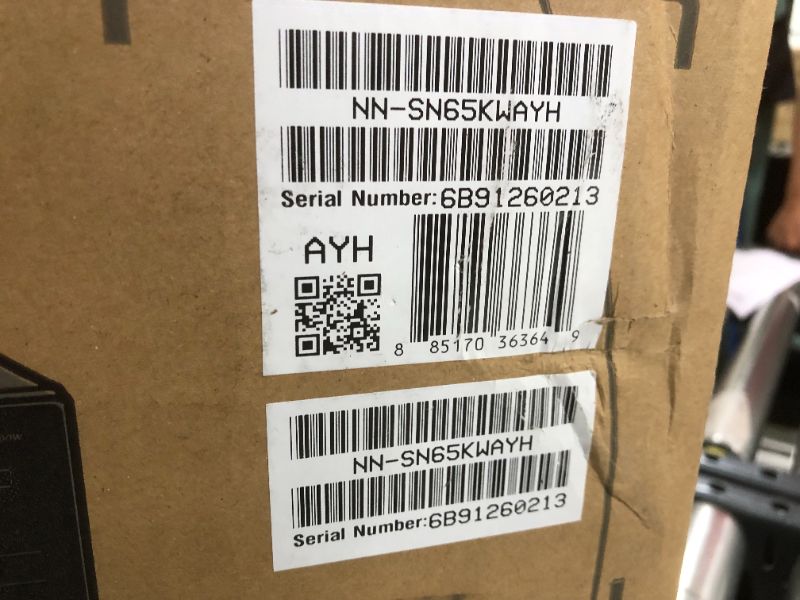 NN-SN65KWAYH
Serial Number:6B91260213
AYH
8 85170 36364 9
NN-SN65KWAYH
Serial Number:6B91260213